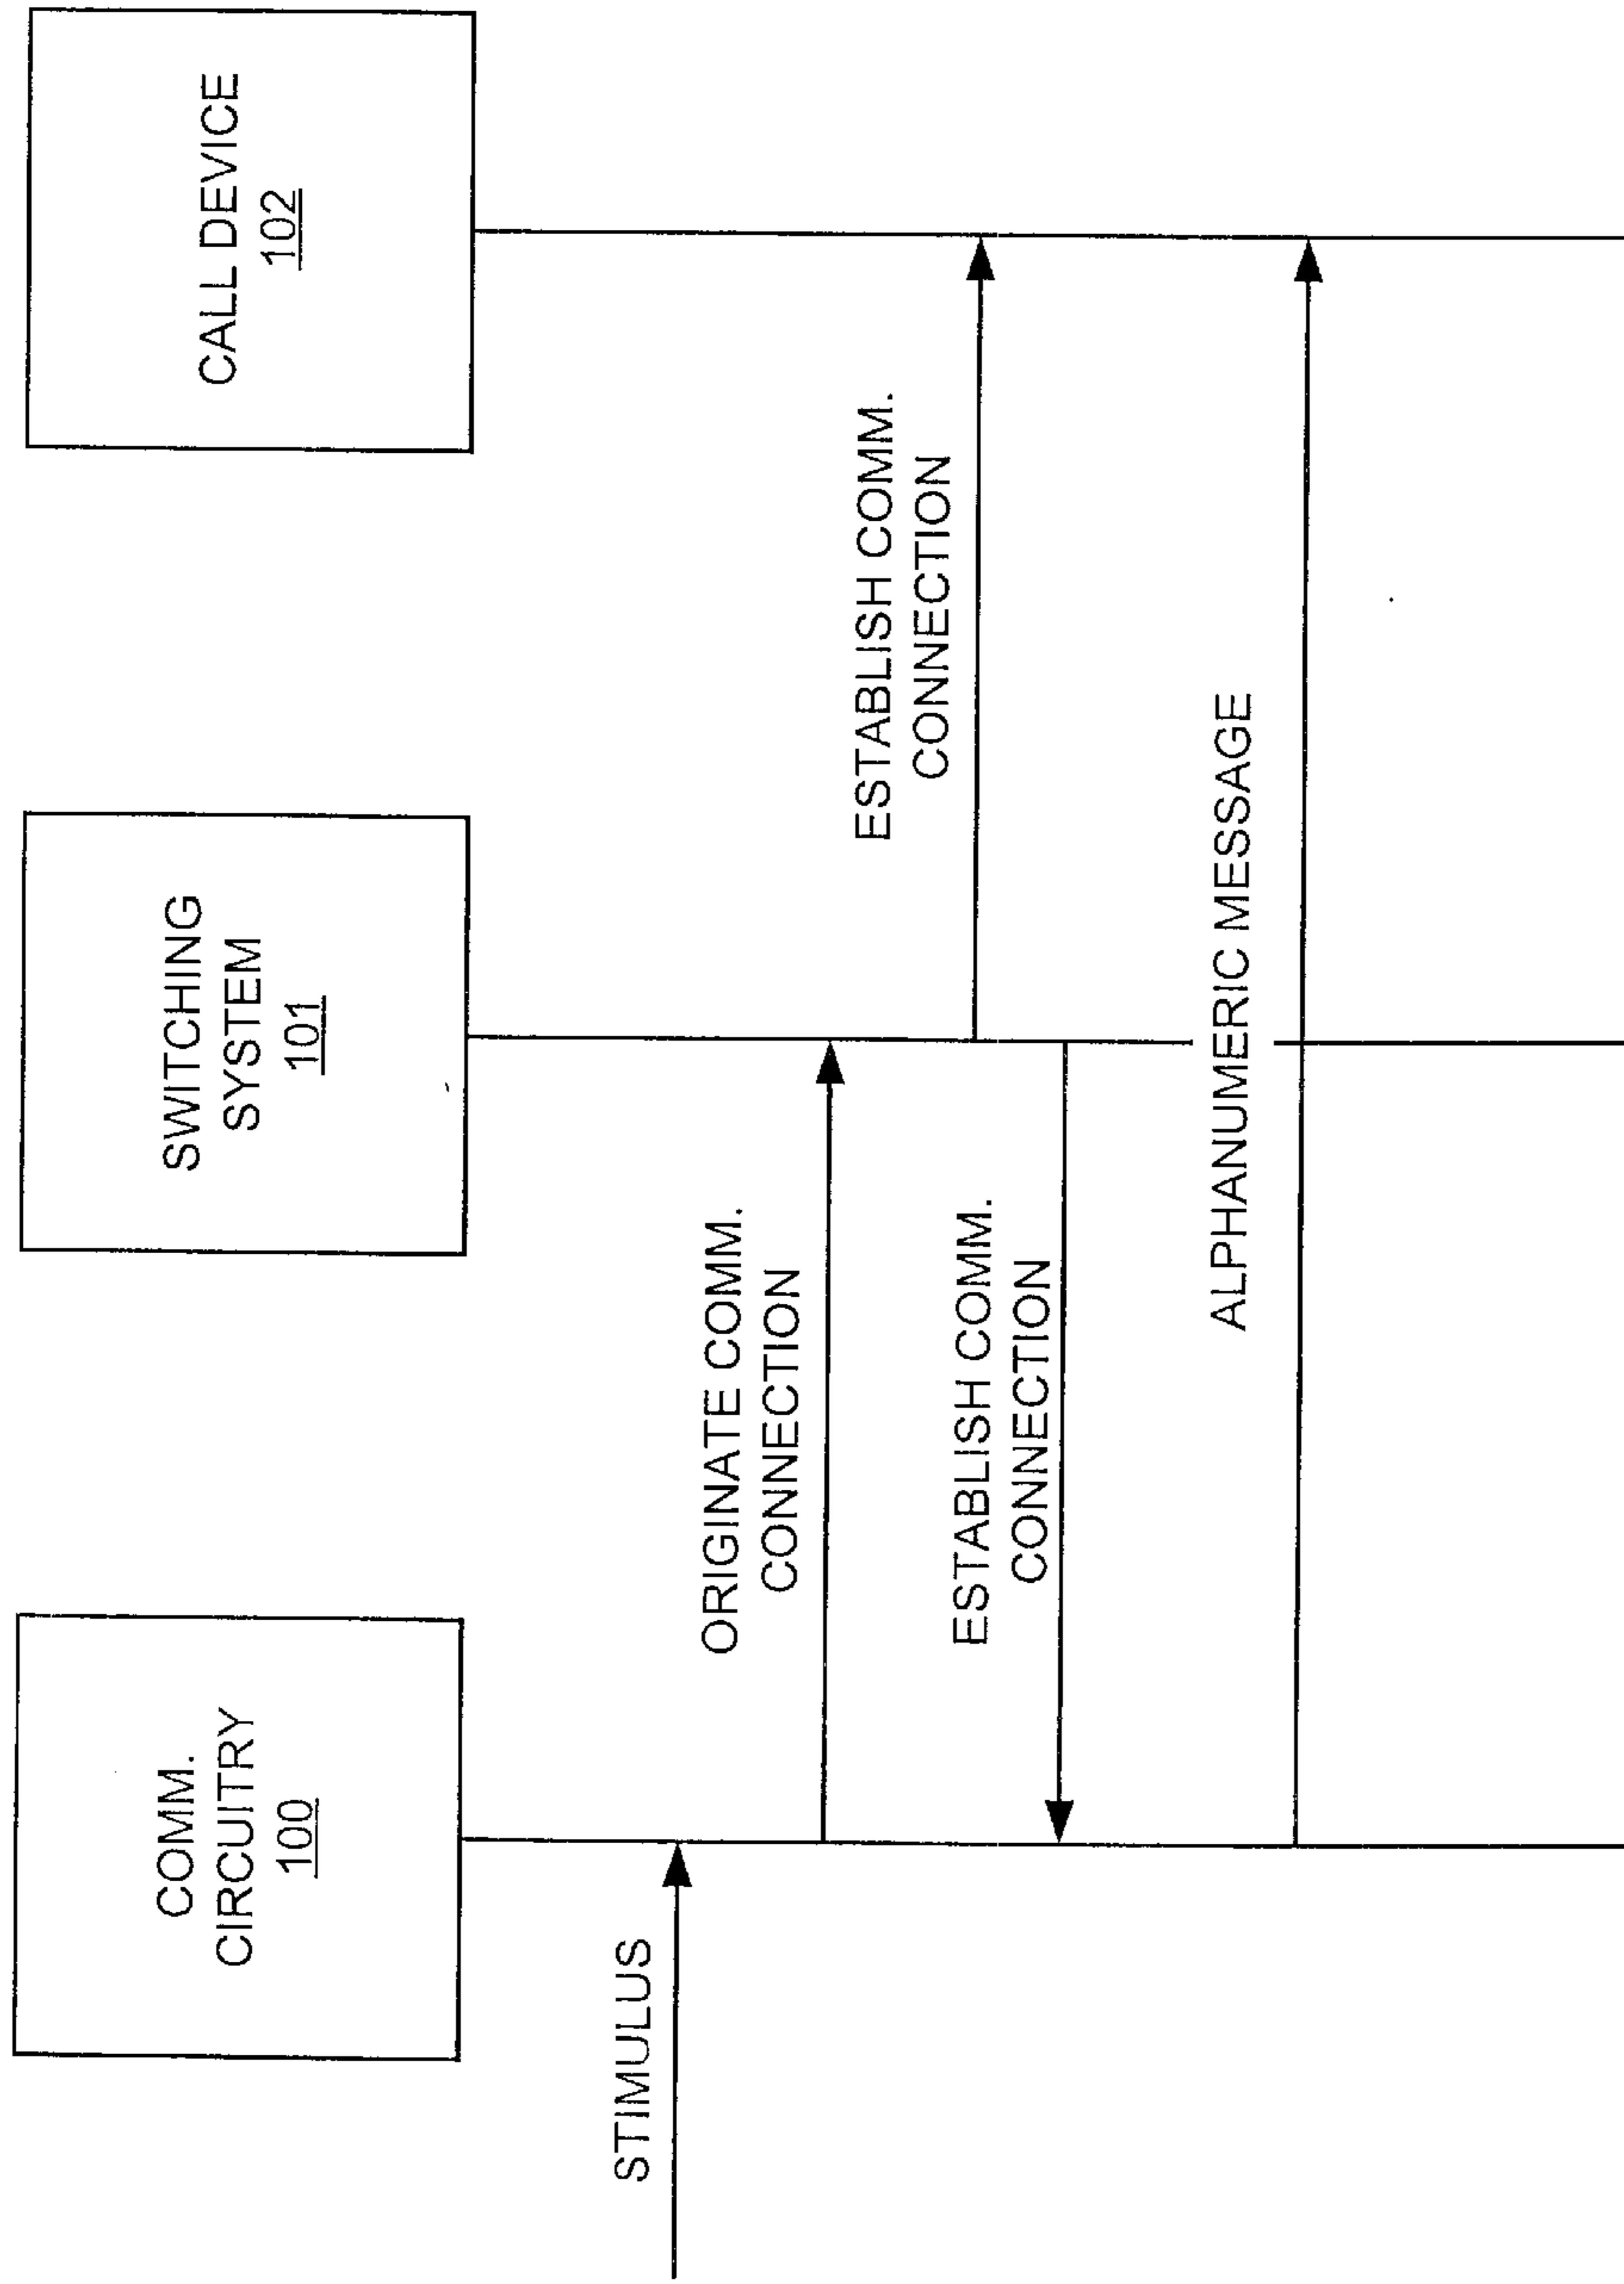 COMM.
CIRCUITRY
100
SWITCHING
SYSTEM
101
CALL DEVICE
102
STIMULUS
ORIGINATE COMM.
CONNECTION
ESTABLISH COMM.
CONNECTION
ESTABLISH COMM.
CONNECTION
ALPHANUMERIC MESSAGE